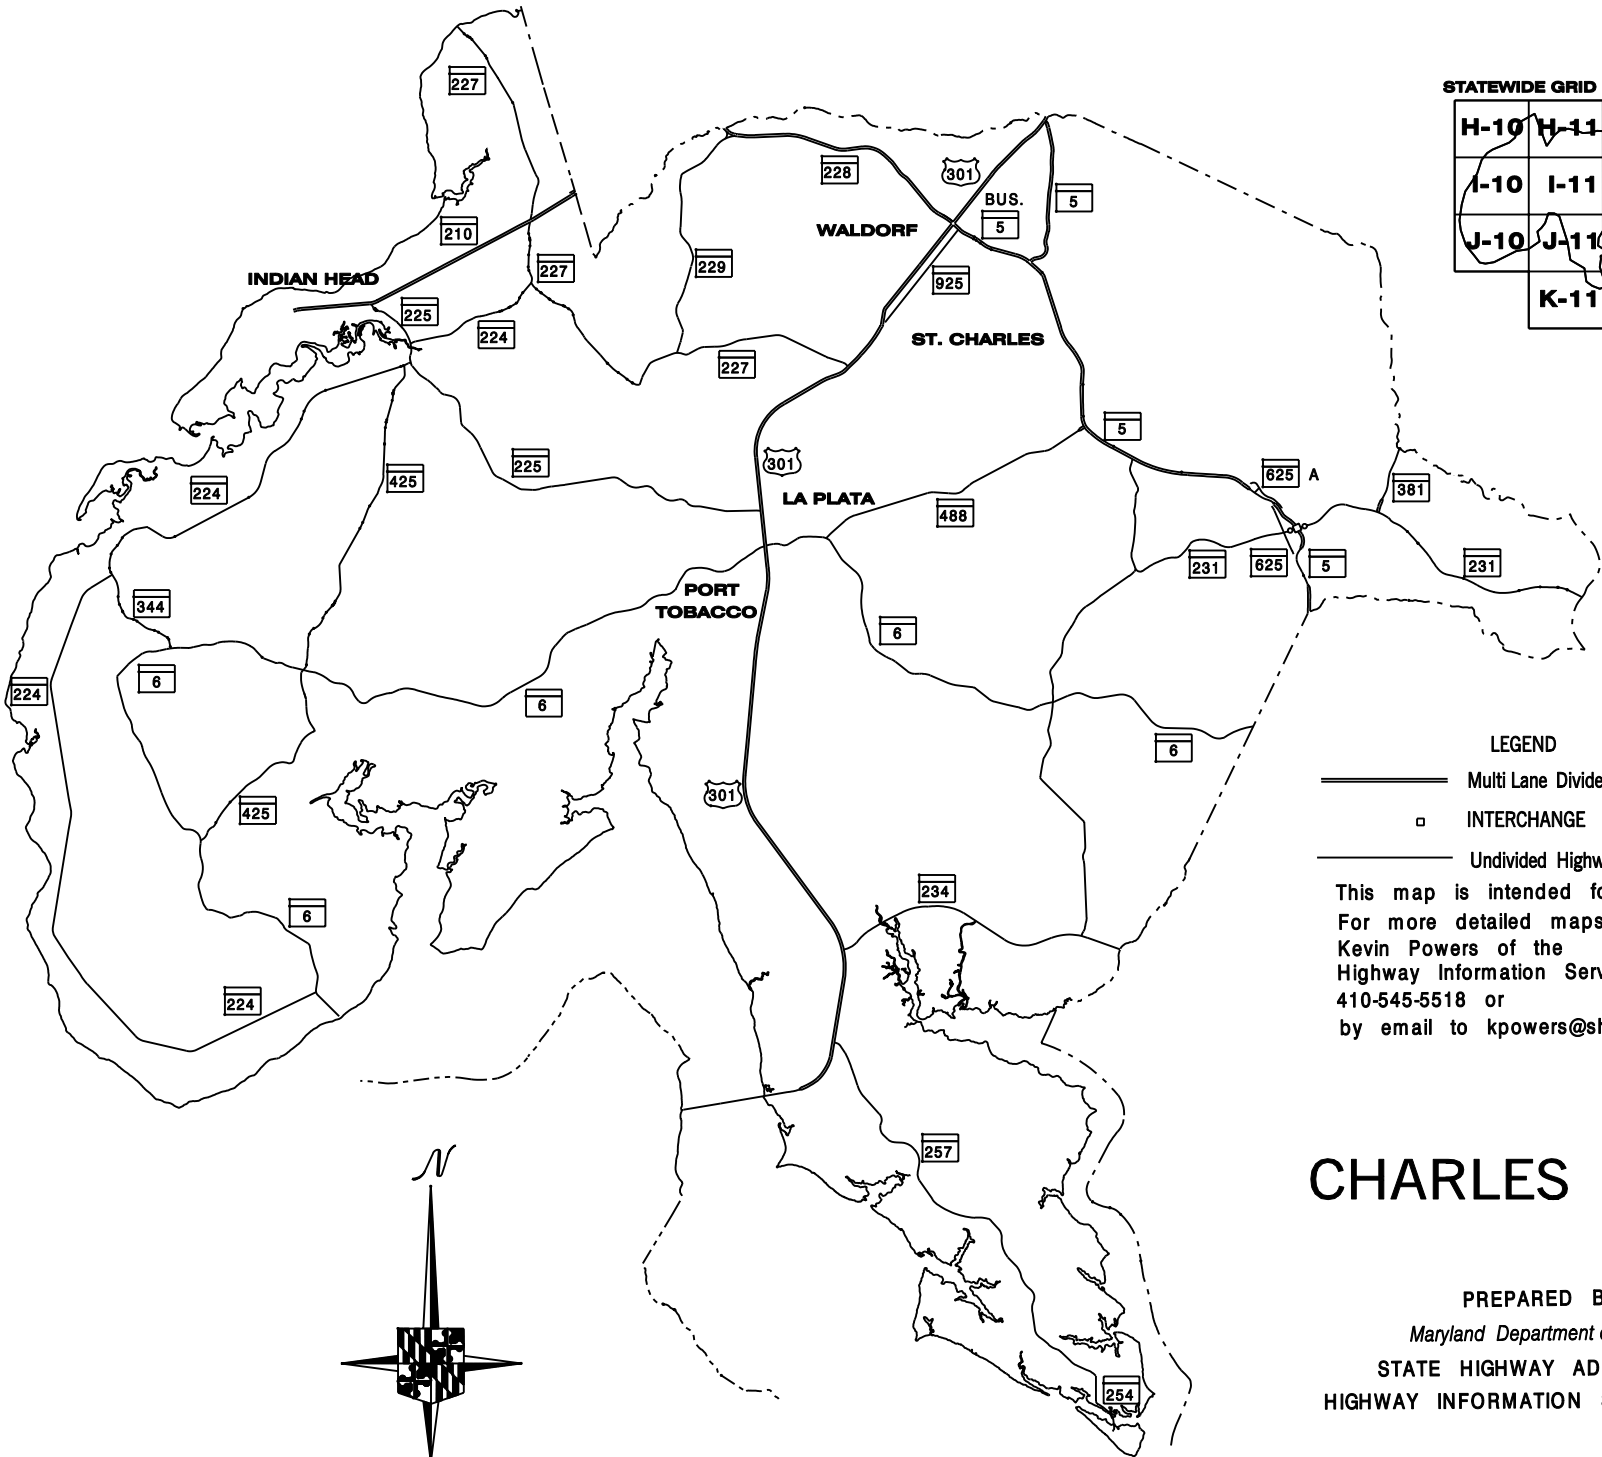 STATEWIDE GRID
H-10 H-11
I-10 I-11
J-10 J-11
K-11
227
228
301
BUS.
5
5
WALDORF
210
INDIAN HEAD
227
229
925
225
224
ST. CHARLES
227
5
225
301
625 A
425
224
LA PLATA
381
488
231
625
5
231
PORT
TOBACCO
344
6
6
224
6
6
301
425
LEGEND
Multi Lane Divide
INTERCHANGE
Undivided Highw
234
This map is intended fo
For more detailed maps
Kevin Powers of the
Highway Information Serv
410-545-5518 or
by email to kpowers@sh
6
224
N
257
CHARLES
PREPARED B
Maryland Department
STATE HIGHWAY AD
254
HIGHWAY INFORMATION